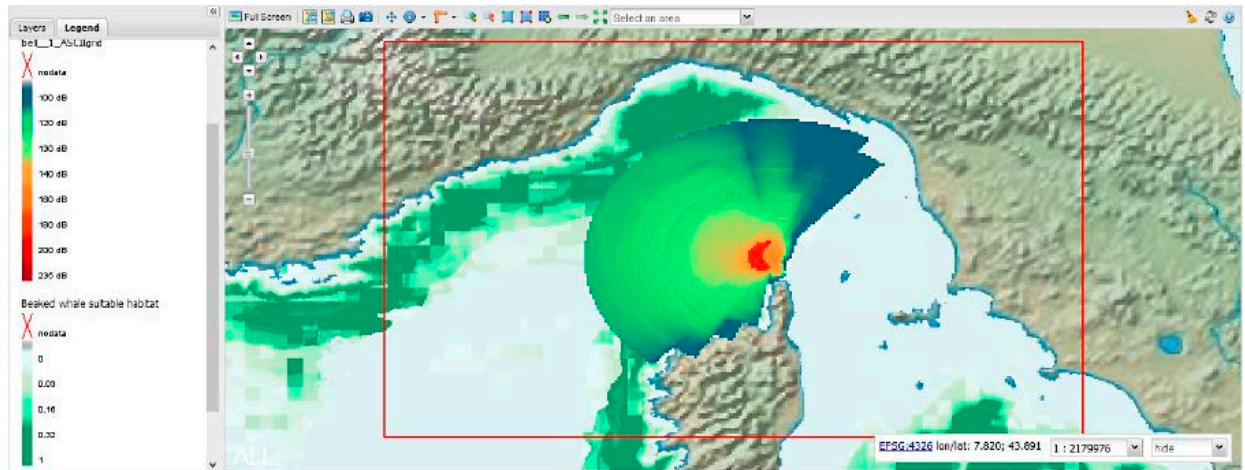 Full Screen
Select an area
Layers
Legend
bell__1_ASCIIgrid
nodata
100 dB
120 dB
130 dB
140 dB
180 dB
190 dB
200 dB
235 dB
Beaked whale suitable habitat
nodata
0
0.03
0.16
0.32
1
EPSG:4326 lon/lat: 7.820; 43.891
1 : 2179976
hide